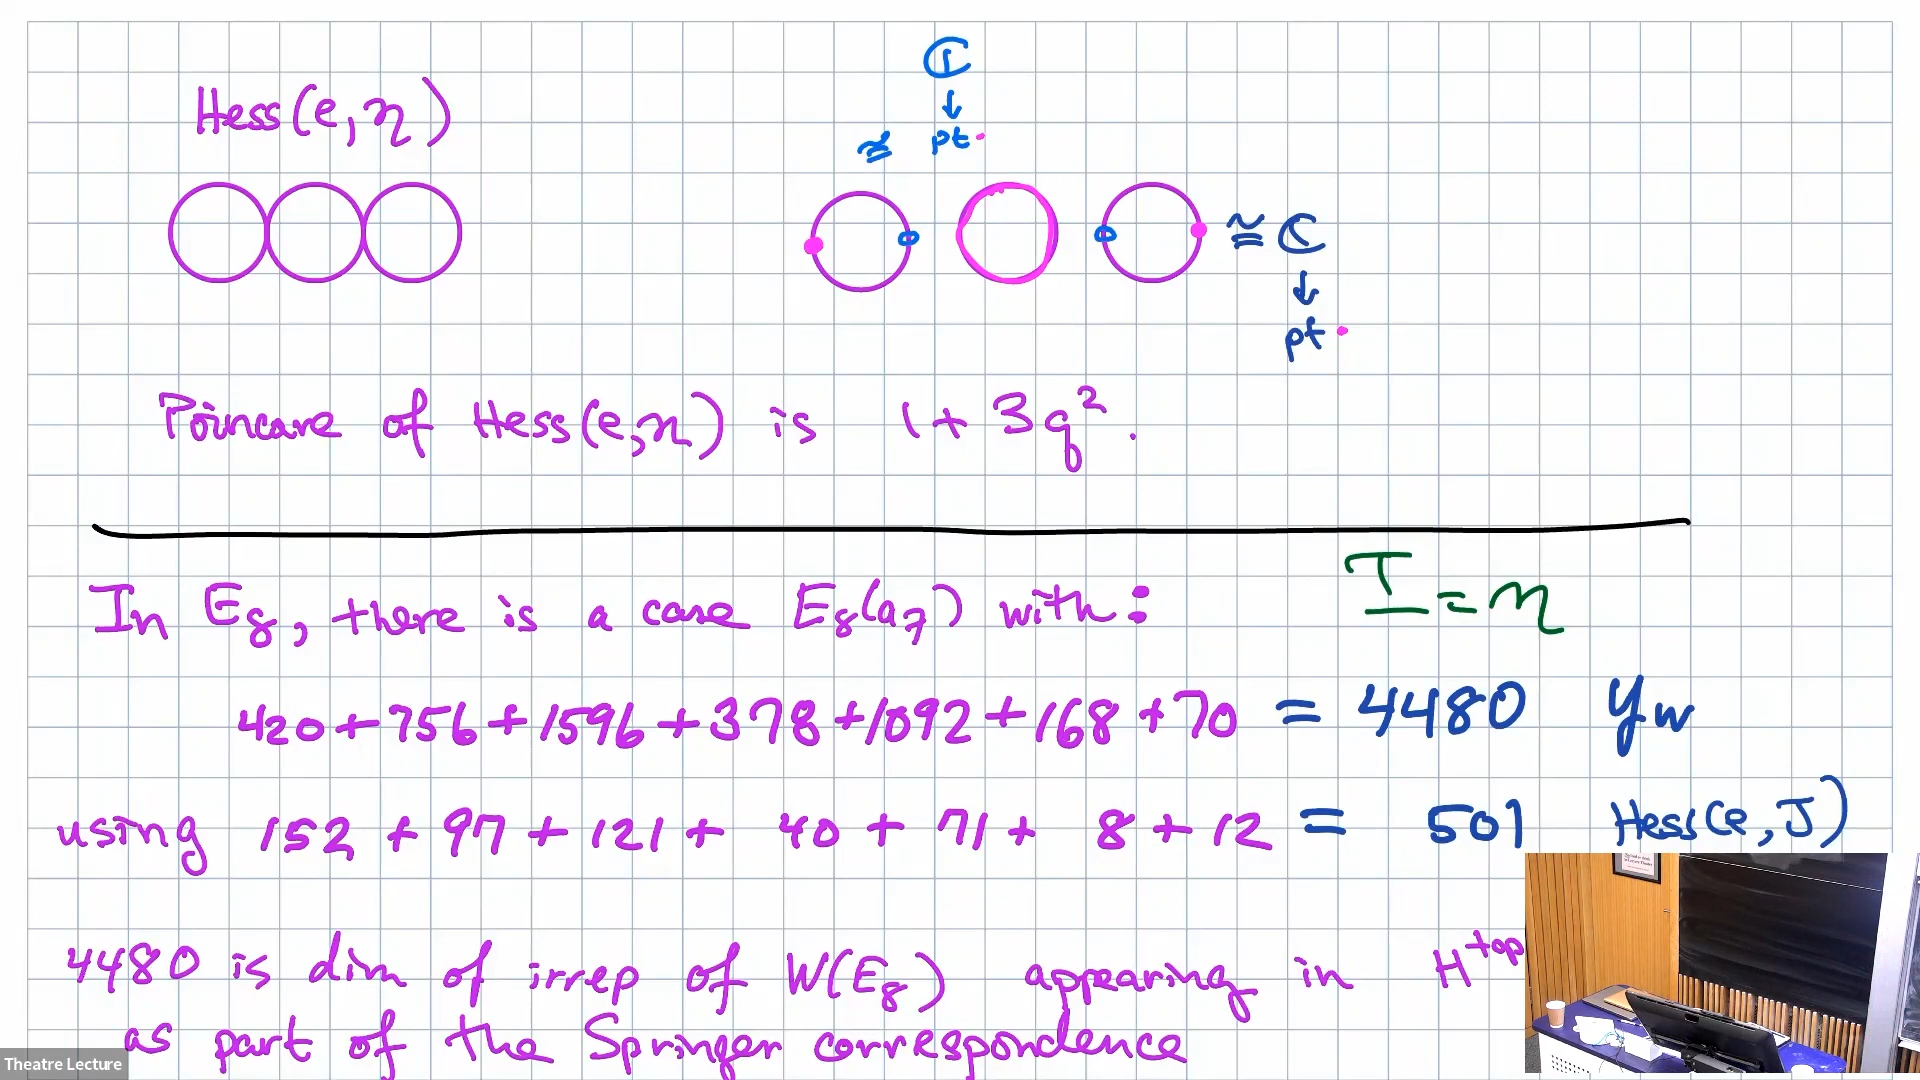 Hess(e, η)
ℂ
↓
≅ pt
≅ ℂ
↓
pt
Poincare of Hess(e,η) is 1 + 3q².
In E₈, there is a case E₈(a₇) with:
I = η
420 + 756 + 1596 + 378 + 1092 + 168 + 70 = 4480 Yw
using 152 + 97 + 121 + 40 + 71 + 8 + 12 = 501 Hess(e, J)
4480 is dim of irrep of W(E₈) appearing in H^top
as part of the Springer correspondence
Theatre Lecture